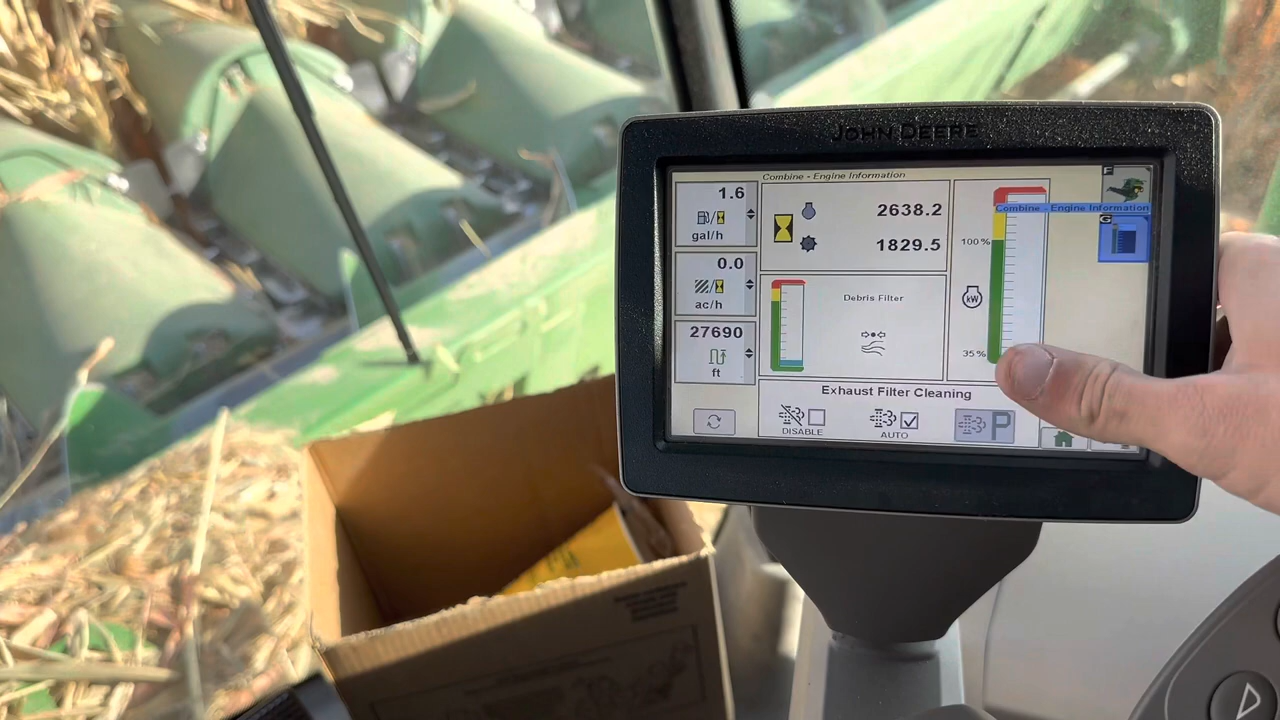 JOHN DEERE
Combine - Engine Information
F
1.6
gal/h
2638.2
1829.5
Combine - Engine Information
G
100 %
0.0
ac/h
Debris Filter
kW
27690
ft
35 %
Exhaust Filter Cleaning
DISABLE
AUTO
P